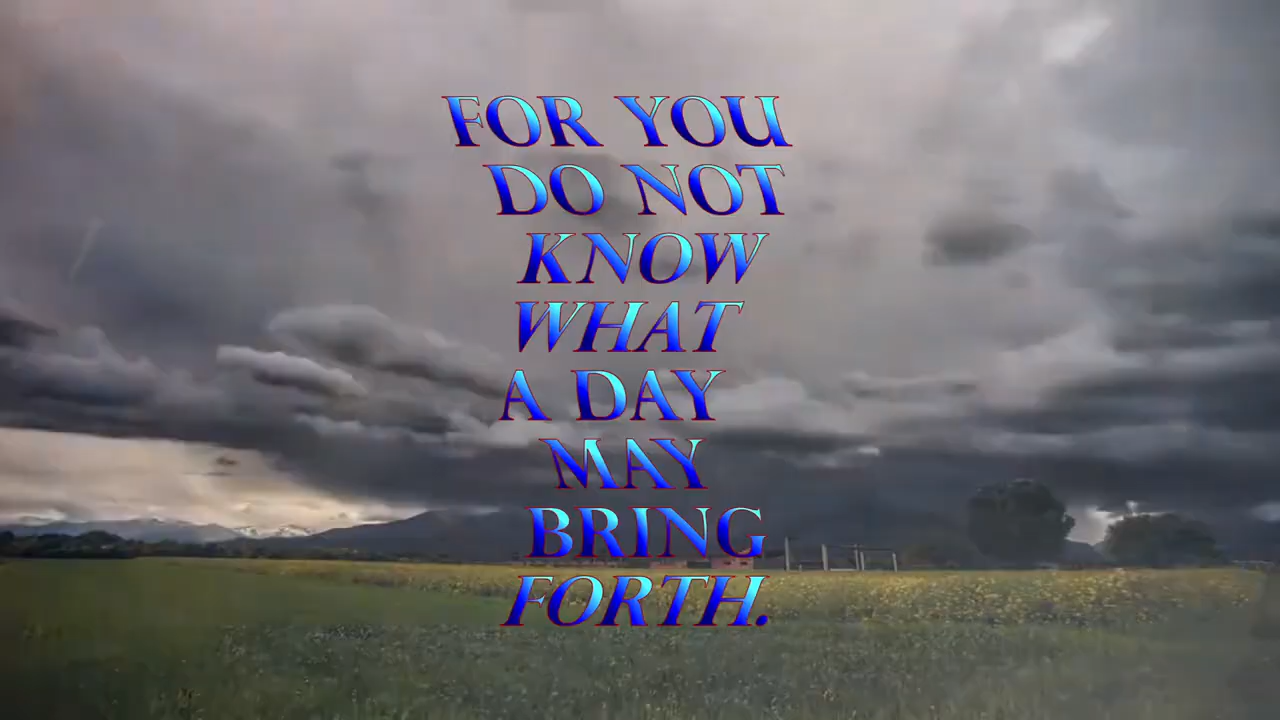 FOR YOU
DO NOT
KNOW
WHAT
A DAY
MAY
BRING
FORTH.